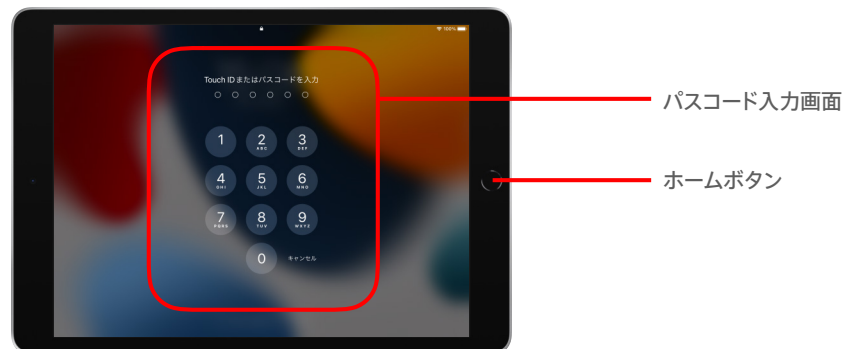 100%
Touch IDまたはパスコードを入力
1
2
ABC
3
DEF
4
GHI
5
JKL
6
MNO
7
PQRS
8
TUV
9
WXYZ
0
キャンセル
パスコード入力画面
ホームボタン